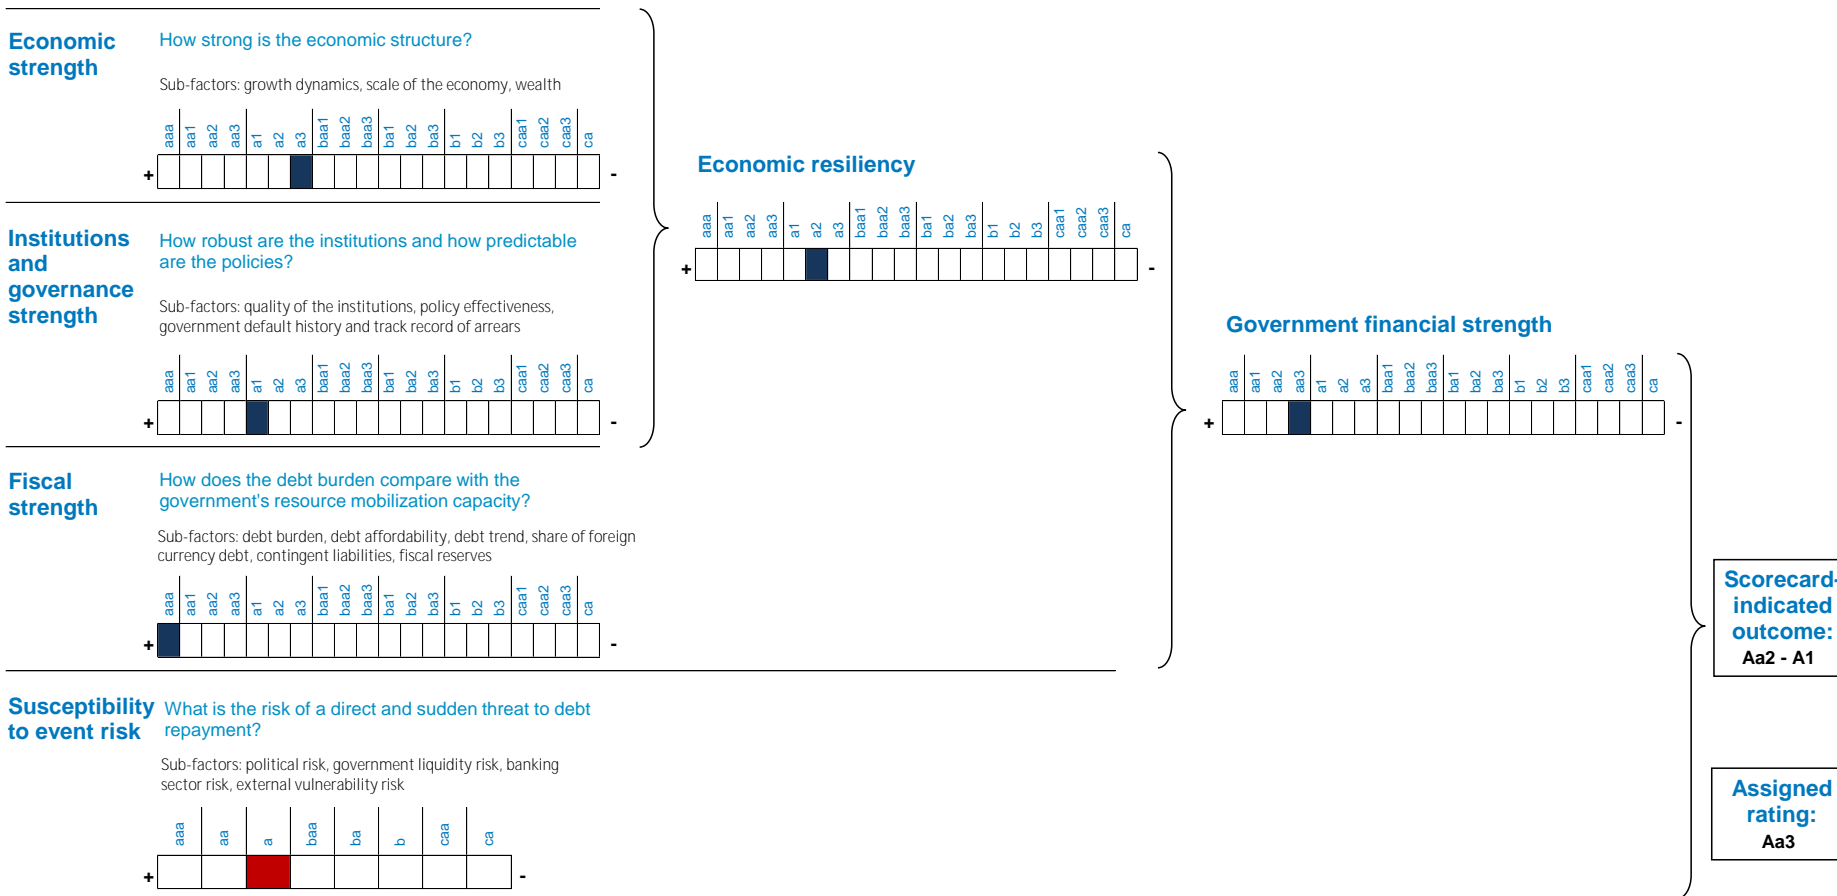 Economic
strength
How strong is the economic structure?
Sub-factors: growth dynamics, scale of the economy, wealth
aaa aa1 aa2 aa3 a1 a2 a3 baa1 baa2 baa3 ba1 ba2 ba3 b1 b2 b3 caa1 caa2 caa3 ca
+ -
Institutions
and
governance
strength
How robust are the institutions and how predictable
are the policies?
Sub-factors: quality of the institutions, policy effectiveness,
government default history and track record of arrears
aaa aa1 aa2 aa3 a1 a2 a3 baa1 baa2 baa3 ba1 ba2 ba3 b1 b2 b3 caa1 caa2 caa3 ca
+ -
Economic resiliency
aaa aa1 aa2 aa3 a1 a2 a3 baa1 baa2 baa3 ba1 ba2 ba3 b1 b2 b3 caa1 caa2 caa3 ca
+ -
Fiscal
strength
How does the debt burden compare with the
government's resource mobilization capacity?
Sub-factors: debt burden, debt affordability, debt trend, share of foreign
currency debt, contingent liabilities, fiscal reserves
aaa aa1 aa2 aa3 a1 a2 a3 baa1 baa2 baa3 ba1 ba2 ba3 b1 b2 b3 caa1 caa2 caa3 ca
+ -
Government financial strength
aaa aa1 aa2 aa3 a1 a2 a3 baa1 baa2 baa3 ba1 ba2 ba3 b1 b2 b3 caa1 caa2 caa3 ca
+ -
Susceptibility
to event risk
What is the risk of a direct and sudden threat to debt
repayment?
Sub-factors: political risk, government liquidity risk, banking
sector risk, external vulnerability risk
aaa aa a baa ba b caa ca
+ -
Scorecard-
indicated
outcome:
Aa2 - A1
Assigned
rating:
Aa3